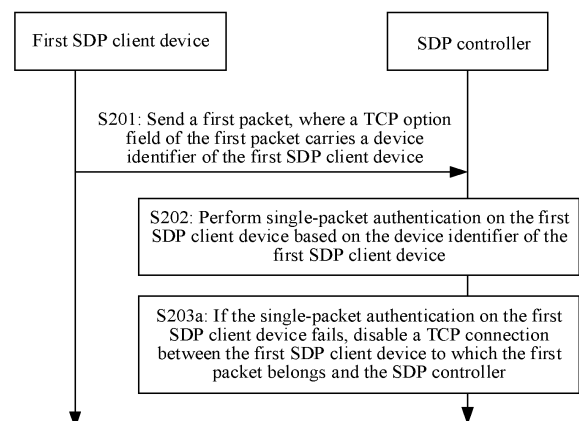 First SDP client device
SDP controller
S201: Send a first packet, where a TCP option
field of the first packet carries a device
identifier of the first SDP client device
S202: Perform single-packet authentication on the first
SDP client device based on the device identifier of the
first SDP client device
S203a: If the single-packet authentication on the first
SDP client device fails, disable a TCP connection
between the first SDP client device to which the first
packet belongs and the SDP controller